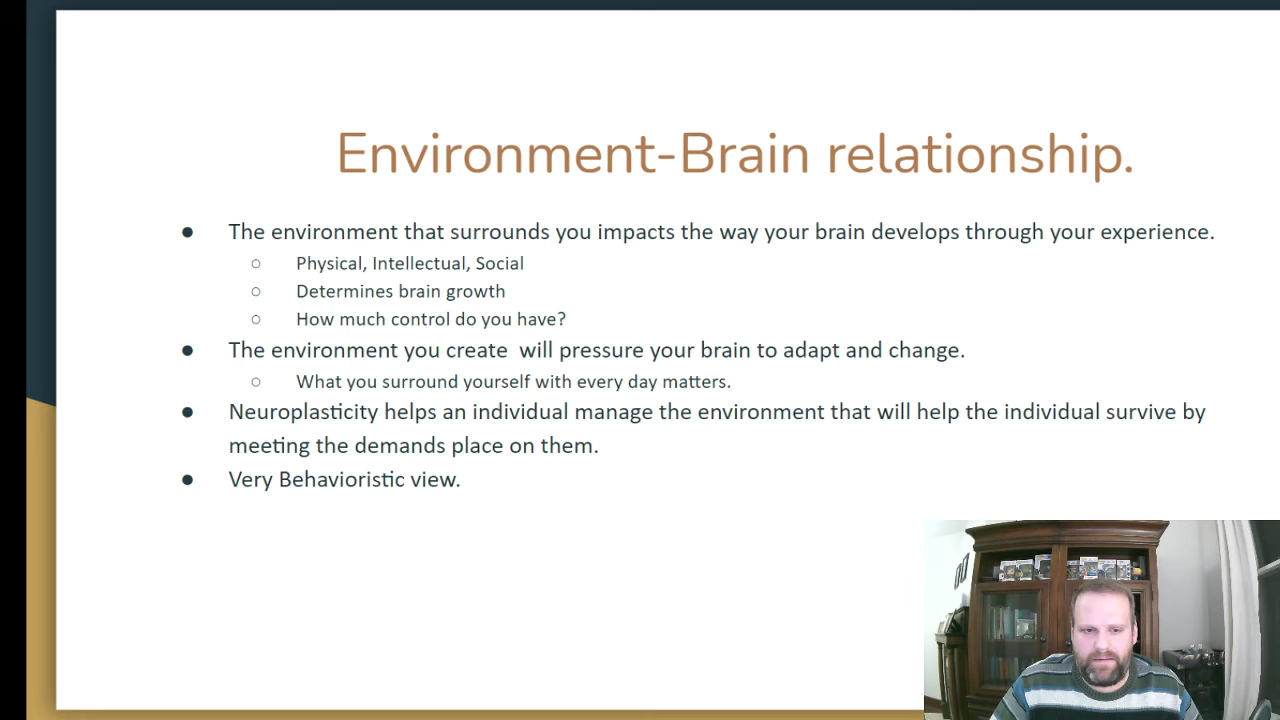 Environment-Brain relationship.
● The environment that surrounds you impacts the way your brain develops through your experience.
○ Physical, Intellectual, Social
○ Determines brain growth
○ How much control do you have?
● The environment you create  will pressure your brain to adapt and change.
○ What you surround yourself with every day matters.
● Neuroplasticity helps an individual manage the environment that will help the individual survive by
meeting the demands place on them.
● Very Behavioristic view.